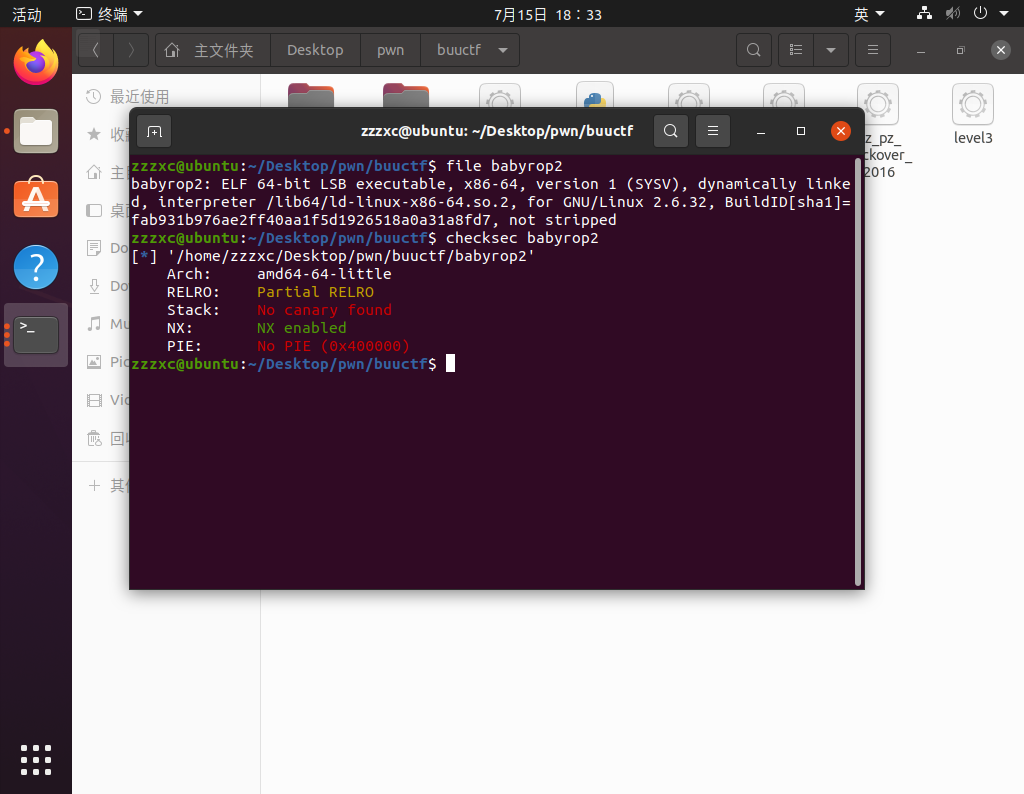 活动
终端
7月15日 18：33
英
主文件夹
Desktop
pwn
buuctf
最近使用
收藏
主
桌面
Do
Do
Mu
Pic
Vid
回收
其他
z_pz_
ckover_
2016
level3
zzzxc@ubuntu: ~/Desktop/pwn/buuctf
zzzxc@ubuntu:~/Desktop/pwn/buuctf$ file babyrop2
babyrop2: ELF 64-bit LSB executable, x86-64, version 1 (SYSV), dynamically linke
d, interpreter /lib64/ld-linux-x86-64.so.2, for GNU/Linux 2.6.32, BuildID[sha1]=
fab931b976ae2ff40aa1f5d1926518a0a31a8fd7, not stripped
zzzxc@ubuntu:~/Desktop/pwn/buuctf$ checksec babyrop2
[*] '/home/zzzxc/Desktop/pwn/buuctf/babyrop2'
Arch: amd64-64-little
RELRO: Partial RELRO
Stack: No canary found
NX: NX enabled
PIE: No PIE (0x400000)
zzzxc@ubuntu:~/Desktop/pwn/buuctf$